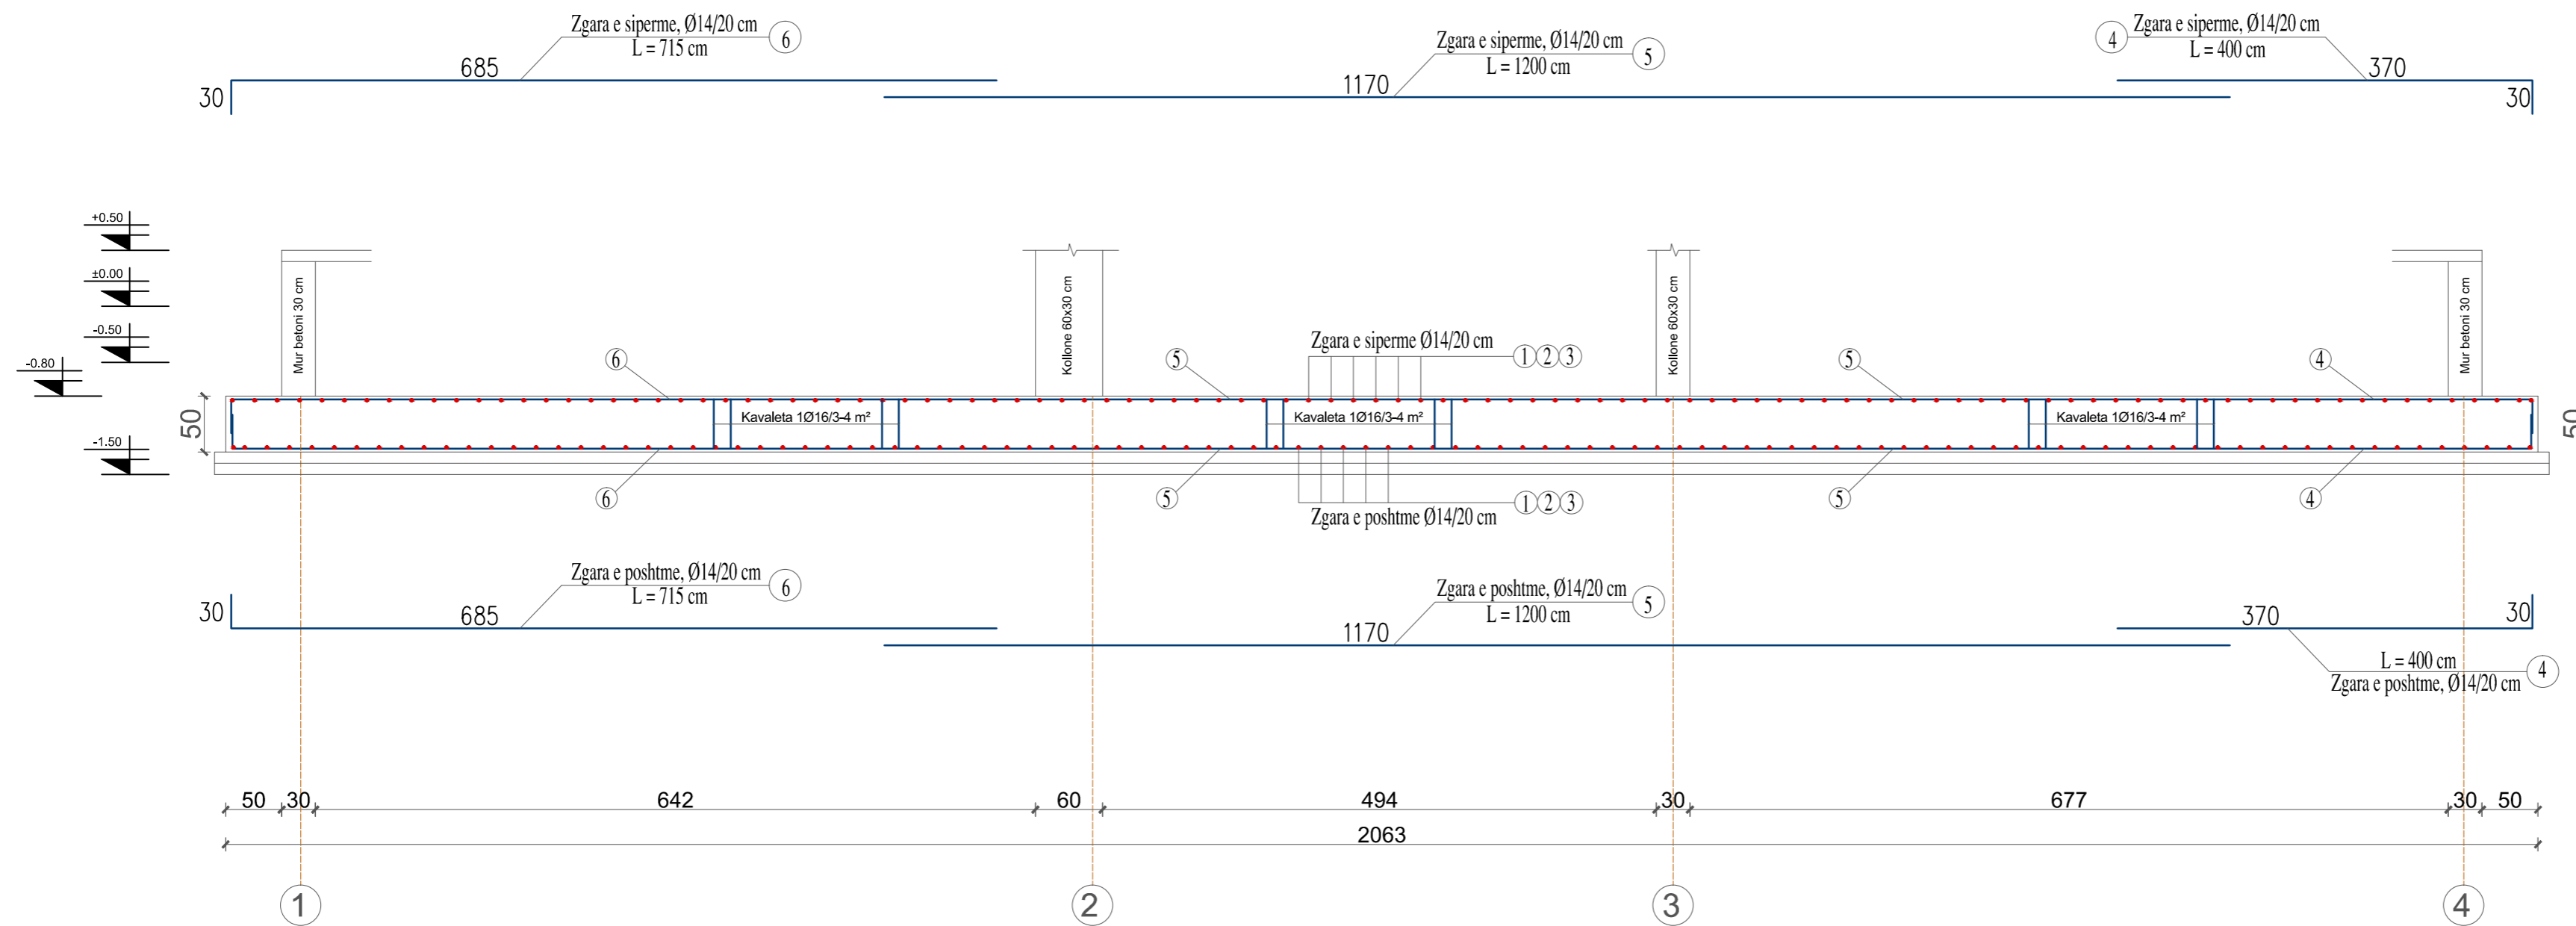 Zgara e siperme, Ø14/20 cm
L = 715 cm
6
685
30
Zgara e siperme, Ø14/20 cm
L = 1200 cm
5
1170
4
Zgara e siperme, Ø14/20 cm
L = 400 cm
370
30
+0.50
±0.00
-0.50
-0.80
-1.50
50
Mur betoni 30 cm
Kollone 60x30 cm
Kollone 60x30 cm
Mur betoni 30 cm
6
5
Zgara e siperme Ø14/20 cm
1 2 3
5
4
Kavaleta 1Ø16/3-4 m²
Kavaleta 1Ø16/3-4 m²
Kavaleta 1Ø16/3-4 m²
50
6
5
1 2 3
Zgara e poshtme Ø14/20 cm
5
4
Zgara e poshtme, Ø14/20 cm
L = 715 cm
6
30
685
Zgara e poshtme, Ø14/20 cm
L = 1200 cm
5
1170
370
30
L = 400 cm
Zgara e poshtme, Ø14/20 cm
4
50 30 642 60 494 30 677 30 50
2063
1 2 3 4